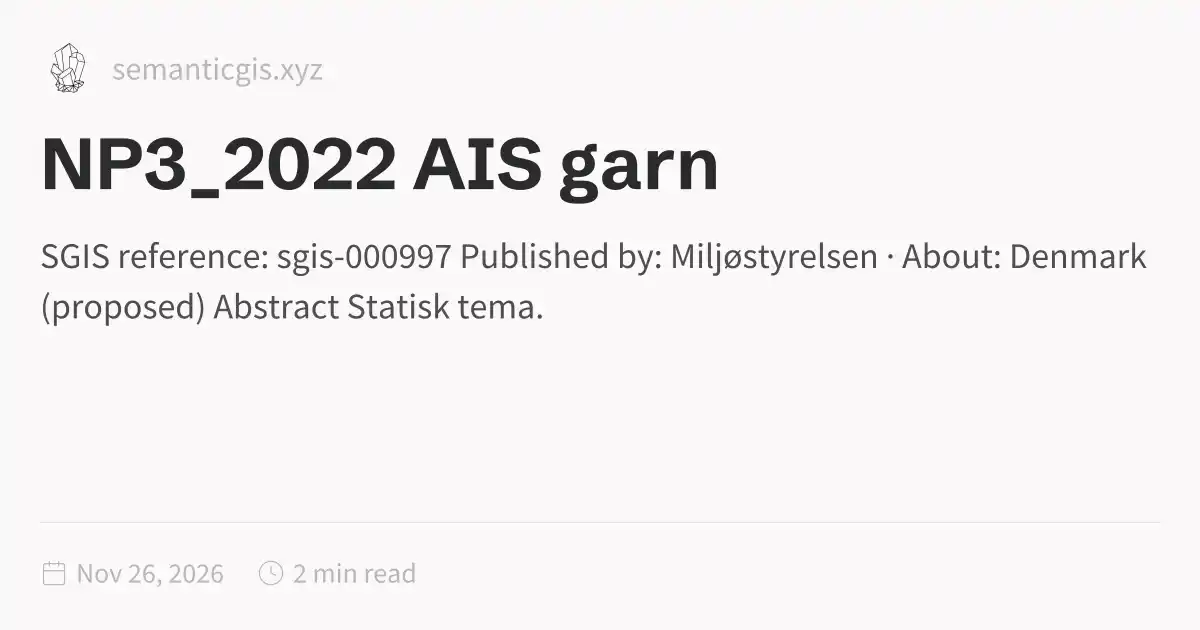 semanticgis.xyz
NP3_2022 AIS garn
SGIS reference: sgis-000997 Published by: Miljøstyrelsen · About: Denmark
(proposed) Abstract Statisk tema.
Nov 26, 2026 2 min read